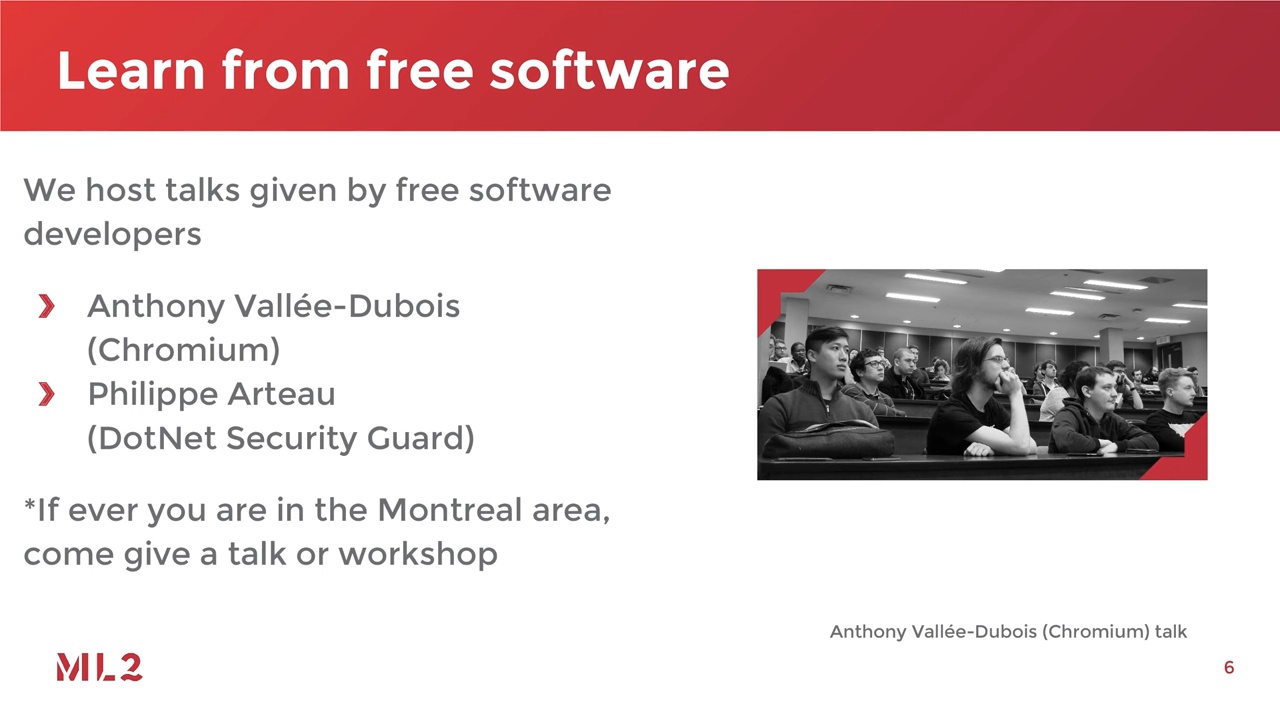 Learn from free software
We host talks given by free software
developers
Anthony Vallée-Dubois
(Chromium)
Philippe Arteau
(DotNet Security Guard)
*If ever you are in the Montreal area,
come give a talk or workshop
Anthony Vallée-Dubois (Chromium) talk
ML2
6